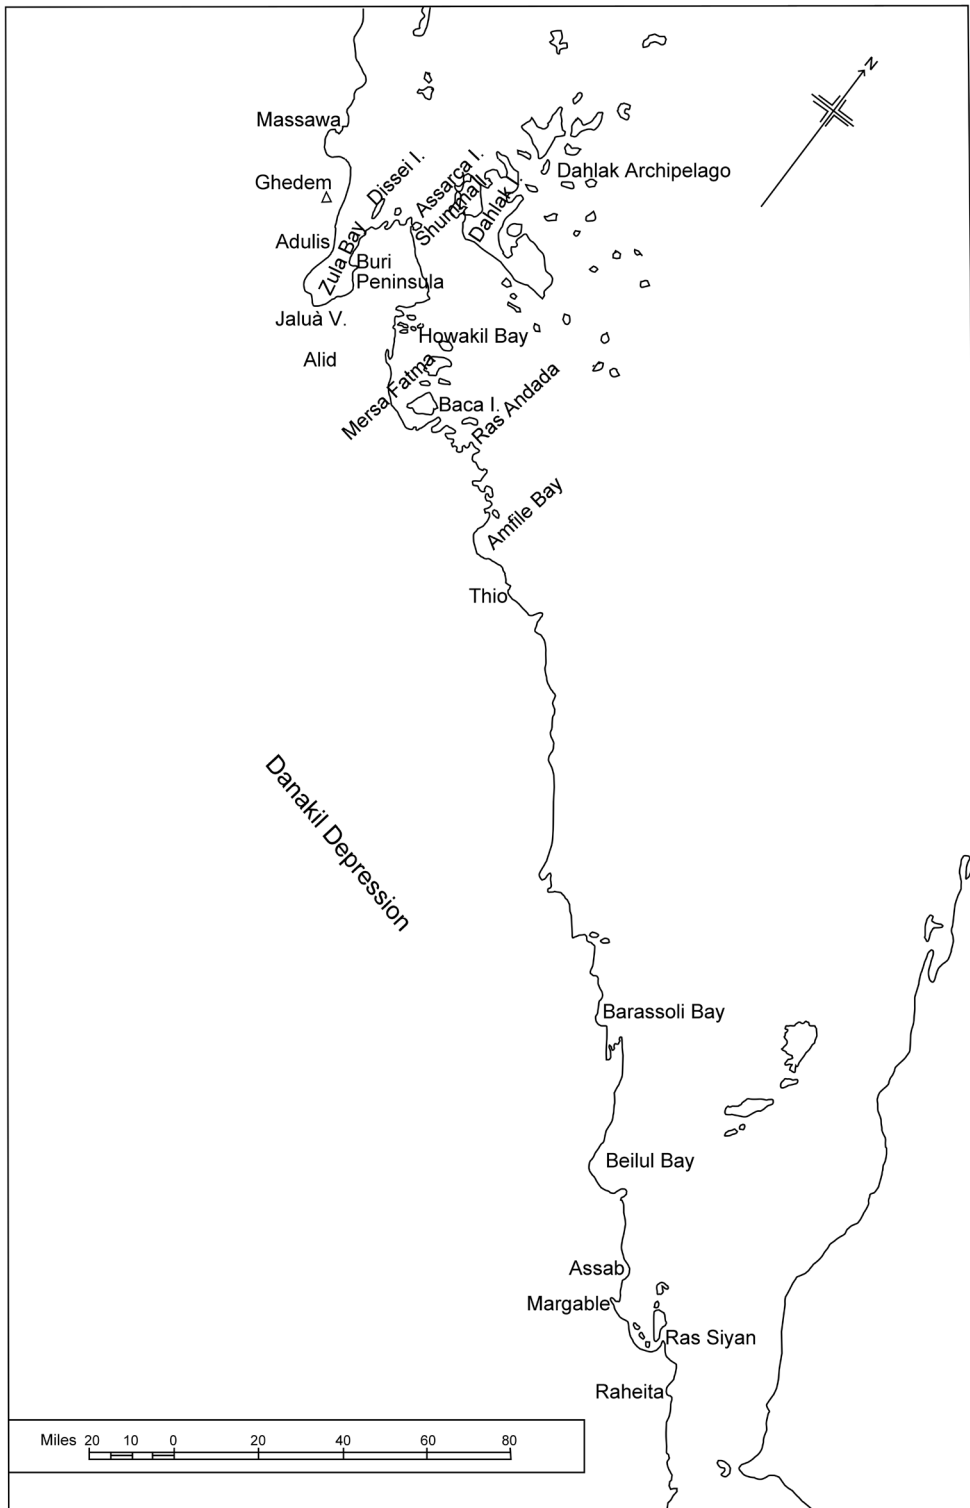 N
Massawa
Dahlak Archipelago
Ghedem
Dissei I.
Assarca I.
Shumma I.
Dahlak I.
Adulis
Zula Bay
Buri
Peninsula
Jaluà V.
Howakil Bay
Alid
Mersa Fatma
Baca I.
Ras Andada
Amfile Bay
Thio
Danakil Depression
Barassoli Bay
Beilul Bay
Assab
Margable
Ras Siyan
Raheita
Miles 20 10 0 20 40 60 80